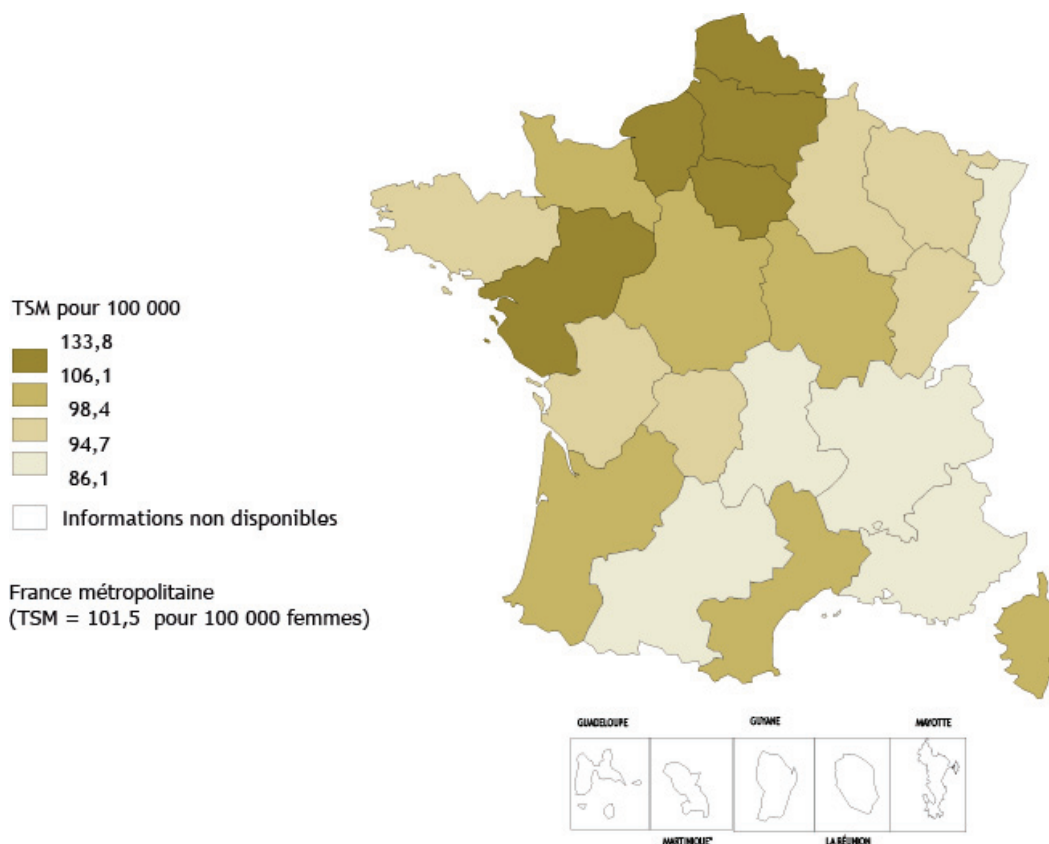 TSM pour 100 000
133,8
106,1
98,4
94,7
86,1
Informations non disponibles
France métropolitaine
(TSM = 101,5 pour 100 000 femmes)
GUADELOUPE
GUYANE
MAYOTTE
MARTINIQUE*
LA RÉUNION